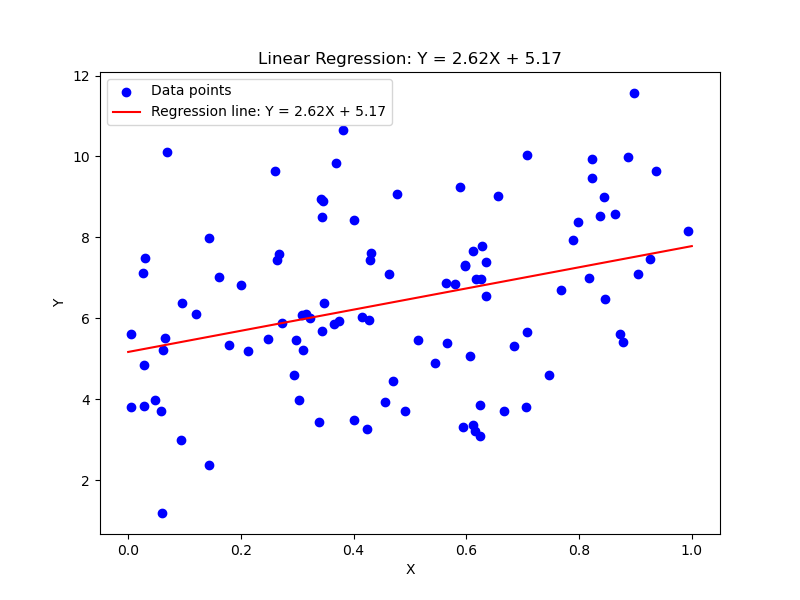 Linear Regression: Y = 2.62X + 5.17
Data points
Regression line: Y = 2.62X + 5.17
12
10
8
6
4
2
Y
0.0 0.2 0.4 0.6 0.8 1.0
X